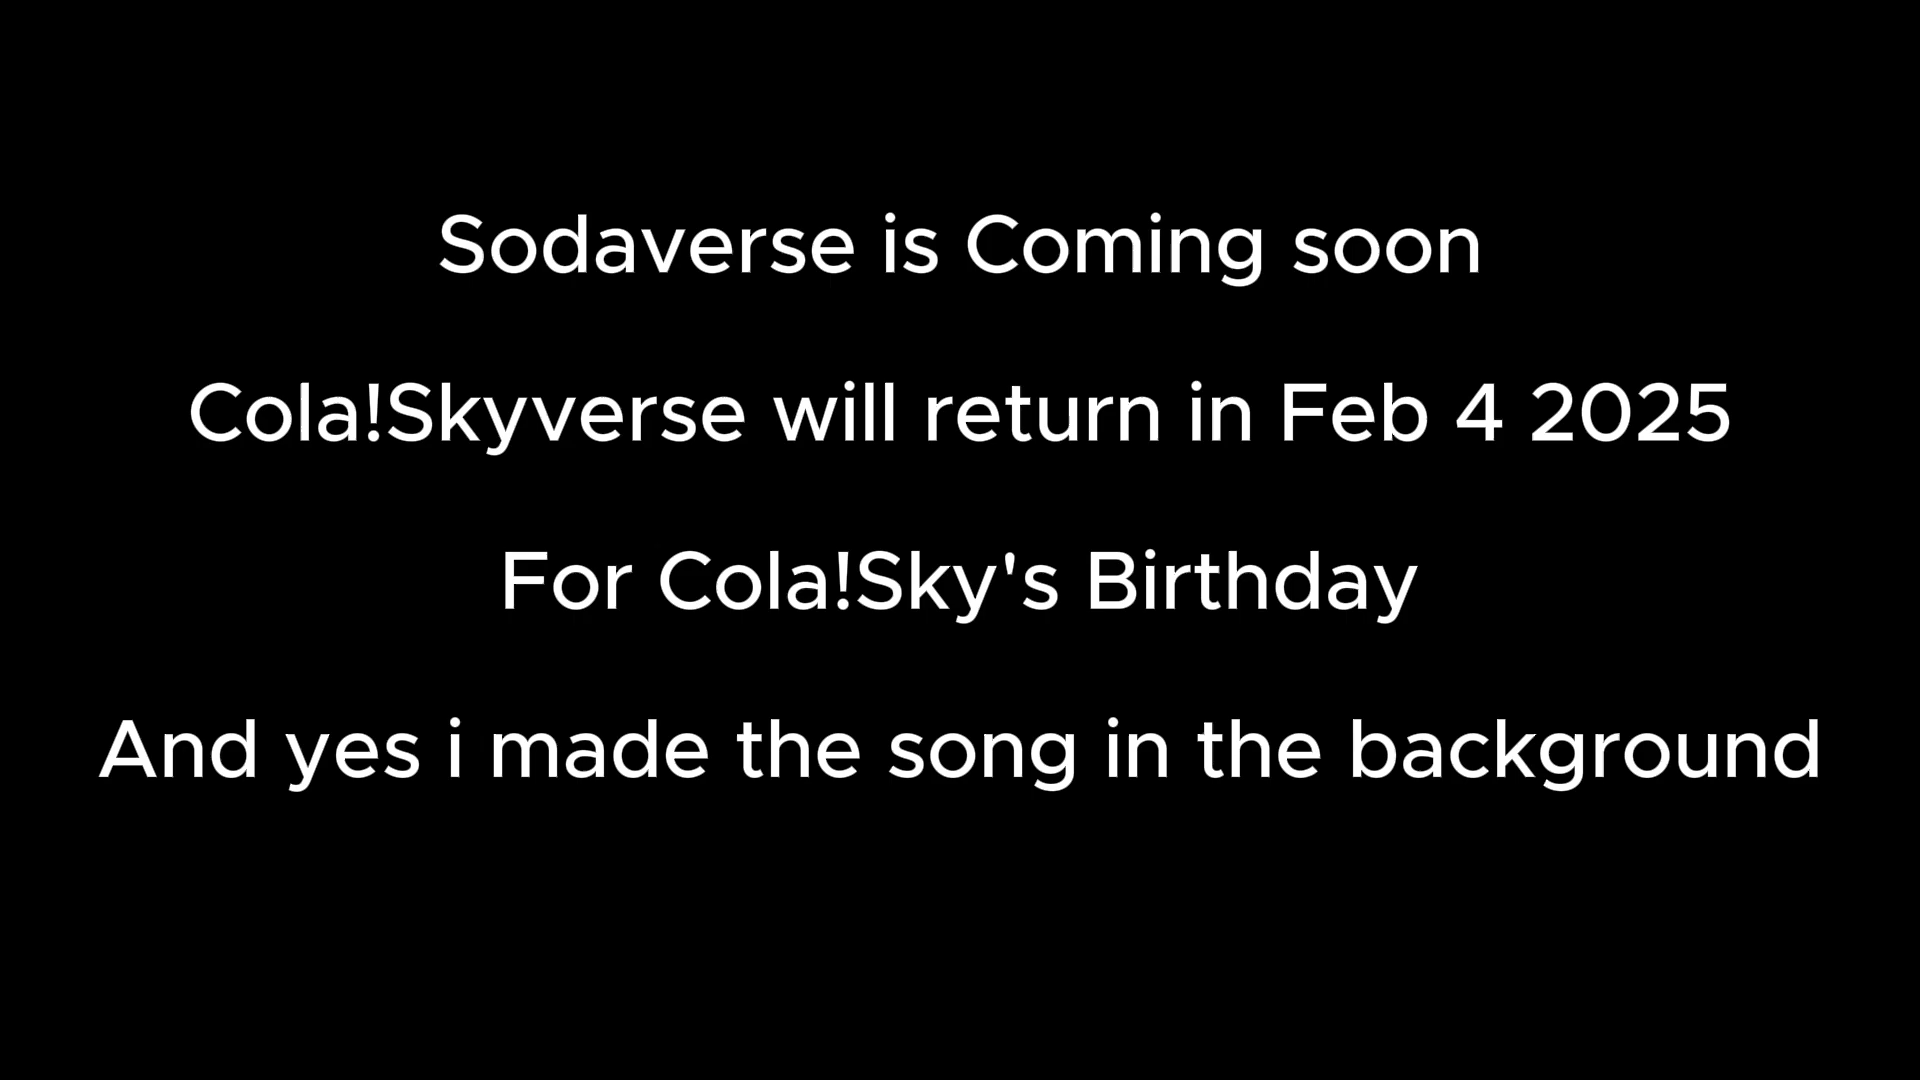 Sodaverse is Coming soon
Cola!Skyverse will return in Feb 4 2025
For Cola!Sky's Birthday
And yes i made the song in the background